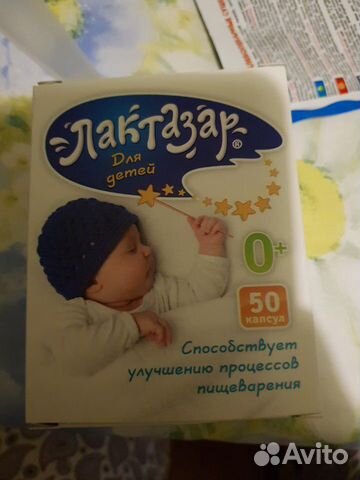 Лактазар®
Для
детей
0+
50
капсул
Способствует
улучшению процессов
пищеварения
Avito